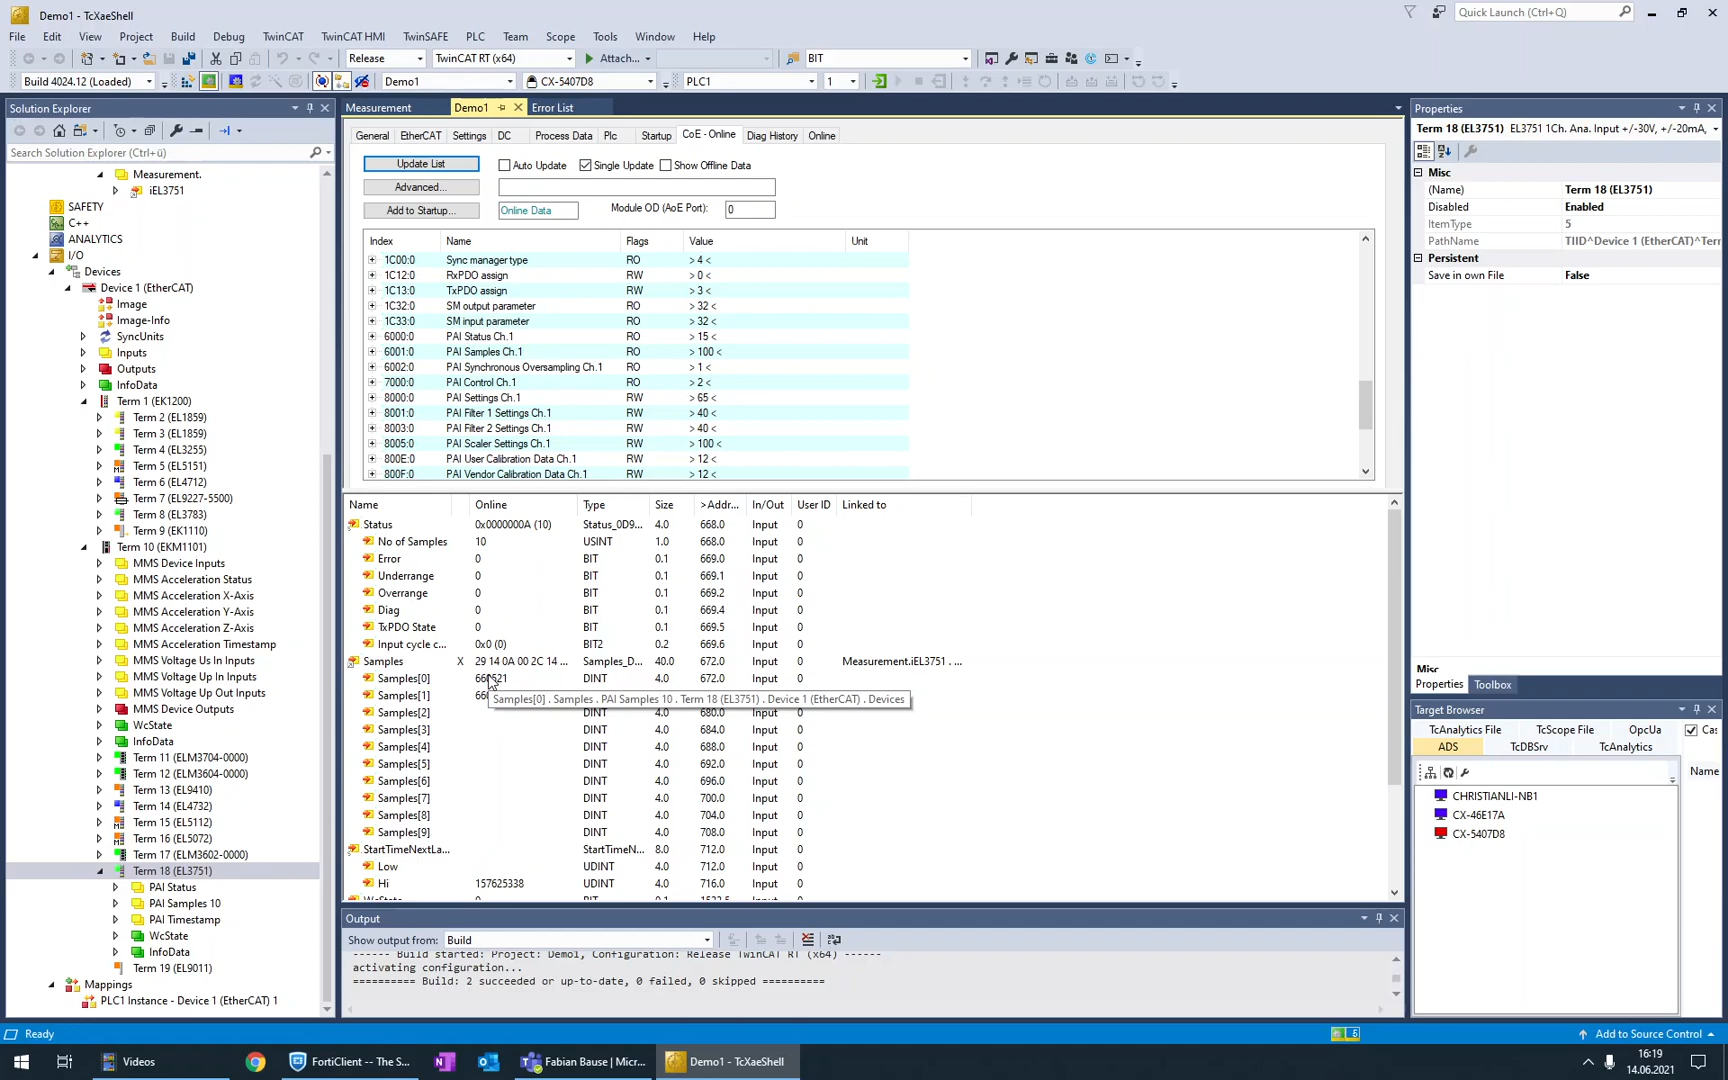 Demo1 - TcXaeShell
Quick Launch (Ctrl+Q)
File Edit View Project Build Debug TwinCAT TwinCAT HMI TwinSAFE PLC Team Scope Tools Window Help
Release TwinCAT RT (x64) Attach... BIT
Build 4024.12 (Loaded) Demo1 CX-5407D8 PLC1 1
Solution Explorer
Search Solution Explorer (Ctrl+ü)
Measurement.
iEL3751
SAFETY
C++
ANALYTICS
I/O
Devices
Device 1 (EtherCAT)
Image
Image-Info
SyncUnits
Inputs
Outputs
InfoData
Term 1 (EK1200)
Term 2 (EL1859)
Term 3 (EL1859)
Term 4 (EL3255)
Term 5 (EL5151)
Term 6 (EL4712)
Term 7 (EL9227-5500)
Term 8 (EL3783)
Term 9 (EK1110)
Term 10 (EKM1101)
MMS Device Inputs
MMS Acceleration Status
MMS Acceleration X-Axis
MMS Acceleration Y-Axis
MMS Acceleration Z-Axis
MMS Acceleration Timestamp
MMS Voltage Us In Inputs
MMS Voltage Up In Inputs
MMS Voltage Up Out Inputs
MMS Device Outputs
WcState
InfoData
Term 11 (ELM3704-0000)
Term 12 (ELM3604-0000)
Term 13 (EL9410)
Term 14 (EL4732)
Term 15 (EL5112)
Term 16 (EL5072)
Term 17 (ELM3602-0000)
Term 18 (EL3751)
PAI Status
PAI Samples 10
PAI Timestamp
WcState
InfoData
Term 19 (EL9011)
Mappings
PLC1 Instance - Device 1 (EtherCAT) 1
Measurement Demo1 Error List
General EtherCAT Settings DC Process Data Plc Startup CoE - Online Diag History Online
Update List Auto Update Single Update Show Offline Data
Advanced...
Add to Startup... Online Data Module OD (AoE Port): 0
Index Name Flags Value Unit
1C00:0 Sync manager type RO > 4 <
1C12:0 RxPDO assign RW > 0 <
1C13:0 TxPDO assign RW > 3 <
1C32:0 SM output parameter RO > 32 <
1C33:0 SM input parameter RO > 32 <
6000:0 PAI Status Ch.1 RO > 15 <
6001:0 PAI Samples Ch.1 RO > 100 <
6002:0 PAI Synchronous Oversampling Ch.1 RO > 1 <
7000:0 PAI Control Ch.1 RO > 2 <
8000:0 PAI Settings Ch.1 RW > 65 <
8001:0 PAI Filter 1 Settings Ch.1 RW > 40 <
8003:0 PAI Filter 2 Settings Ch.1 RW > 40 <
8005:0 PAI Scaler Settings Ch.1 RW > 100 <
800E:0 PAI User Calibration Data Ch.1 RW > 12 <
800F:0 PAI Vendor Calibration Data Ch.1 RW > 12 <
Name Online Type Size >Addr... In/Out User ID Linked to
Status 0x0000000A (10) Status_0D9... 4.0 668.0 Input 0
No of Samples 10 USINT 1.0 668.0 Input 0
Error 0 BIT 0.1 669.0 Input 0
Underrange 0 BIT 0.1 669.1 Input 0
Overrange 0 BIT 0.1 669.2 Input 0
Diag 0 BIT 0.1 669.4 Input 0
TxPDO State 0 BIT 0.1 669.5 Input 0
Input cycle c... 0x0 (0) BIT2 0.2 669.6 Input 0
Samples X 29 14 0A 00 2C 14 ... Samples_D... 40.0 672.0 Input 0 Measurement.iEL3751 . ...
Samples[0] DINT 4.0 672.0 Input 0
Samples[1]
Samples[0] . Samples . PAI Samples 10 . Term 18 (EL3751) . Device 1 (EtherCAT) . Devices
Samples[2] DINT 4.0 680.0 Input 0
Samples[3] DINT 4.0 684.0 Input 0
Samples[4] DINT 4.0 688.0 Input 0
Samples[5] DINT 4.0 692.0 Input 0
Samples[6] DINT 4.0 696.0 Input 0
Samples[7] DINT 4.0 700.0 Input 0
Samples[8] DINT 4.0 704.0 Input 0
Samples[9] DINT 4.0 708.0 Input 0
StartTimeNextLa... StartTimeN... 8.0 712.0 Input 0
Low UDINT 4.0 712.0 Input 0
Hi 157625338 UDINT 4.0 716.0 Input 0
Output
Show output from: Build
------ Build started: Project: Demo1, Configuration: Release TwinCAT RT (x64) ------
activating configuration...
========== Build: 2 succeeded or up-to-date, 0 failed, 0 skipped ==========
Properties
Term 18 (EL3751) EL3751 1Ch. Ana. Input +/-30V, +/-20mA,
Misc
(Name) Term 18 (EL3751)
Disabled Enabled
ItemType 5
PathName TIID^Device 1 (EtherCAT)^Terr
Persistent
Save in own File False
Misc
Properties Toolbox
Target Browser
TcAnalytics File TcScope File OpcUa Cas
ADS TcDBSrv TcAnalytics
Name
CHRISTIANLI-NB1
CX-46E17A
CX-5407D8
Ready 5 Add to Source Control
Videos FortiClient -- The S... Fabian Bause | Micr... Demo1 - TcXaeShell
16:19
14.06.2021